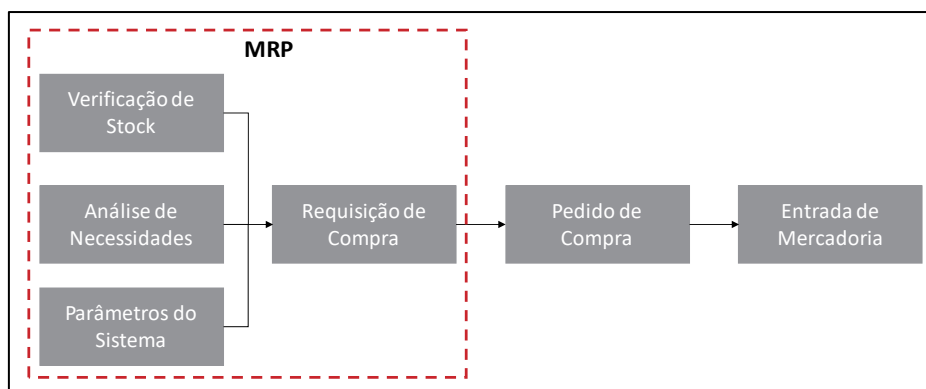 MRP
Verificação de
Stock
Análise de
Necessidades
Requisição de
Compra
Pedido de
Compra
Entrada de
Mercadoria
Parâmetros do
Sistema